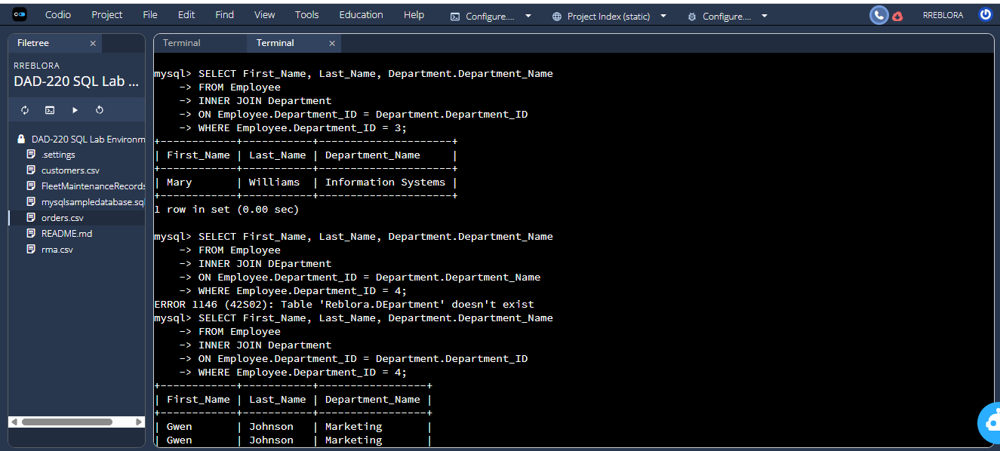 Codio Project File Edit Find View Tools Education Help Configure.... Project Index (static) Configure.... RREBLORA
Filetree ×
RREBLORA
DAD-220 SQL Lab ...
DAD-220 SQL Lab Environm
.settings
customers.csv
FleetMaintenanceRecords
mysqlsampledatabase.sql
orders.csv
README.md
rma.csv
Terminal Terminal ×
mysql> SELECT First_Name, Last_Name, Department.Department_Name
    -> FROM Employee
    -> INNER JOIN Department
    -> ON Employee.Department_ID = Department.Department_ID
    -> WHERE Employee.Department_ID = 3;
+------------+-----------+---------------------+
| First_Name | Last_Name | Department_Name     |
+------------+-----------+---------------------+
| Mary       | Williams  | Information Systems |
+------------+-----------+---------------------+
1 row in set (0.00 sec)
mysql> SELECT First_Name, Last_Name, Department.Department_Name
    -> FROM Employee
    -> INNER JOIN DEpartment
    -> ON Employee.Department_ID = Department.Department_Name
    -> WHERE Employee.Department_ID = 4;
ERROR 1146 (42S02): Table 'Reblora.DEpartment' doesn't exist
mysql> SELECT First_Name, Last_Name, Department.Department_Name
    -> FROM Employee
    -> INNER JOIN Department
    -> ON Employee.Department_ID = Department.Department_ID
    -> WHERE Employee.Department_ID = 4;
+------------+-----------+-----------------+
| First_Name | Last_Name | Department_Name |
+------------+-----------+-----------------+
| Gwen       | Johnson   | Marketing       |
| Gwen       | Johnson   | Marketing       |